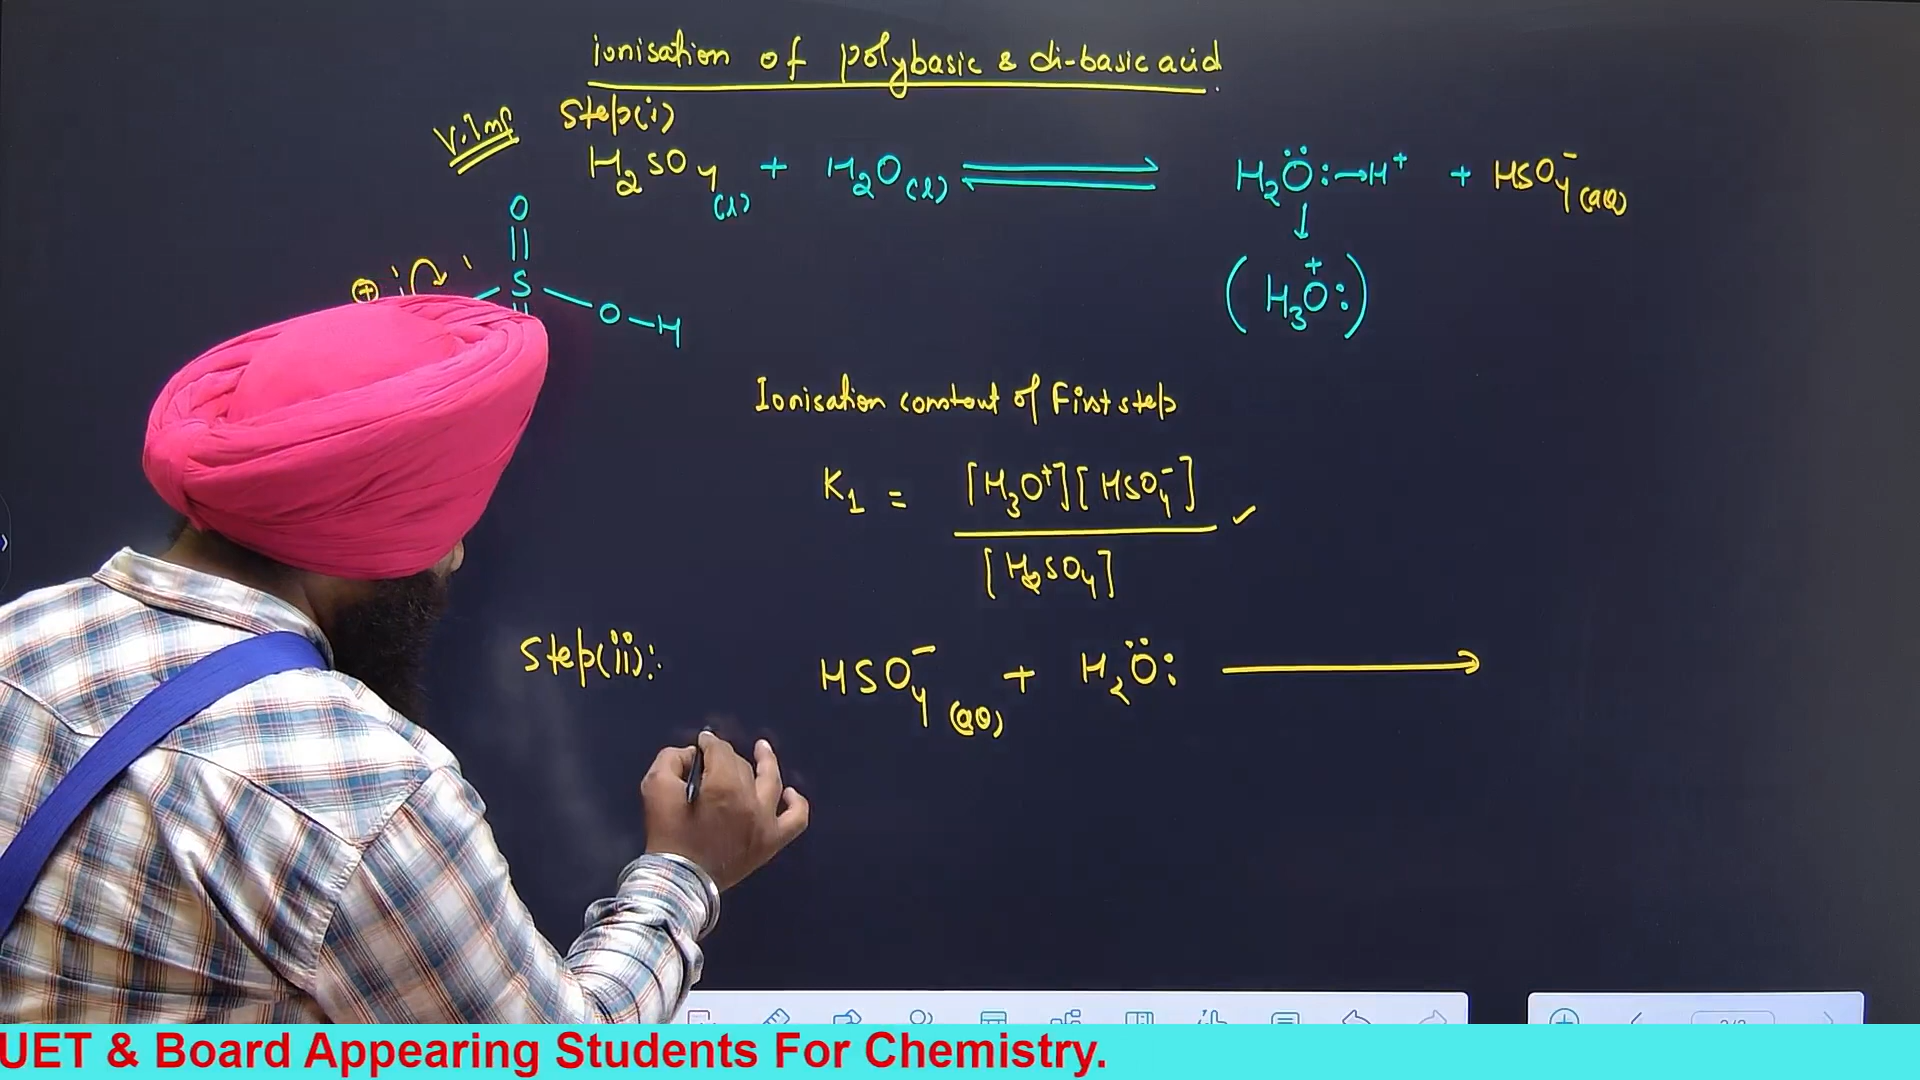 ionisation of polybasic & di-basic acid
V.Imp
Step(i)
H₂SO₄(l) + H₂O(l) ⇌ H₂Ö:→H⁺ + HSO₄⁻(aq)
↓
(H₃O⁺:)
O
S
O-H
⊕
Ionisation constant of First step
K₁ = [H₃O⁺][HSO₄⁻] ✓
[H₂SO₄]
Step(ii):
HSO₄⁻(aq) + H₂Ö: →
UET & Board Appearing Students For Chemistry.